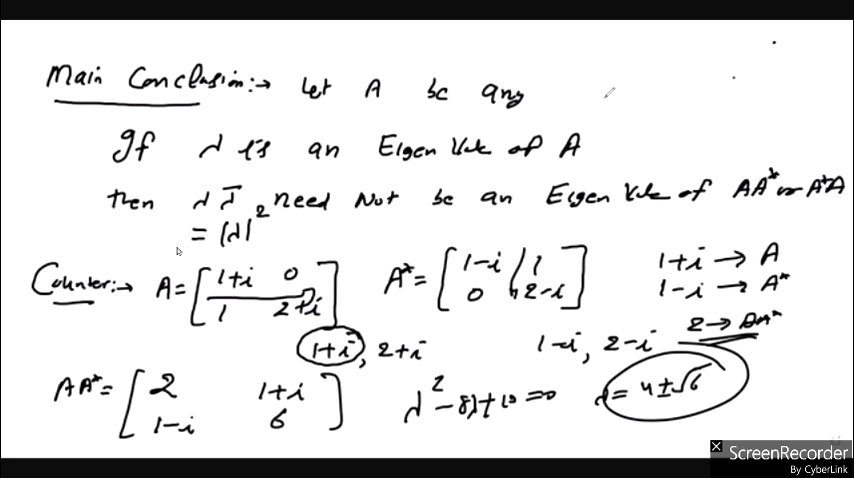 Main Conclusion:→ Let A be any
If λ is an Eigen Value of A
then λ λ̅ need Not be an Eigen Value of AA* or A*A
= |λ|²
Counter:→ A = [1+i 0 A* = [1-i 1 1+i → A
1 2+i] 0 2-i] 1-i → A*
1+i, 2+i 1-i, 2-i 2 → AA*
AA* = [2 1+i λ² - 8λ + 10 = 0 λ = 4 ± √6
1-i 6]
ScreenRecorder
By CyberLink